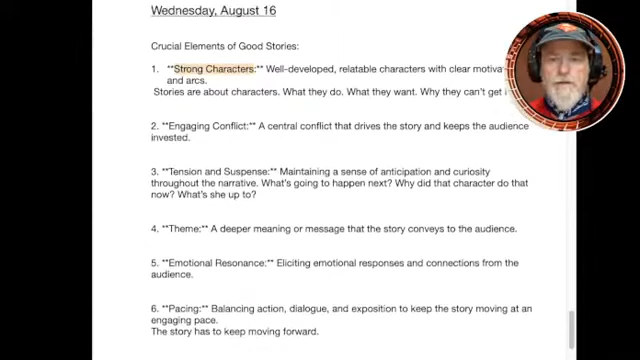 Wednesday, August 16
Crucial Elements of Good Stories:
1. **Strong Characters:** Well-developed, relatable characters with clear
and arcs.
Stories are about characters. What they do. What they want. Why they can't get
2. **Engaging Conflict:** A central conflict that drives the story and keeps the audience
invested.
3. **Tension and Suspense:** Maintaining a sense of anticipation and curiosity
throughout the narrative. What's going to happen next? Why did that character do that
now? What's she up to?
4. **Theme:** A deeper meaning or message that the story conveys to the audience.
5. **Emotional Resonance:** Eliciting emotional responses and connections from the
audience.
6. **Pacing:** Balancing action, dialogue, and exposition to keep the story moving at an
engaging pace.
The story has to keep moving forward.